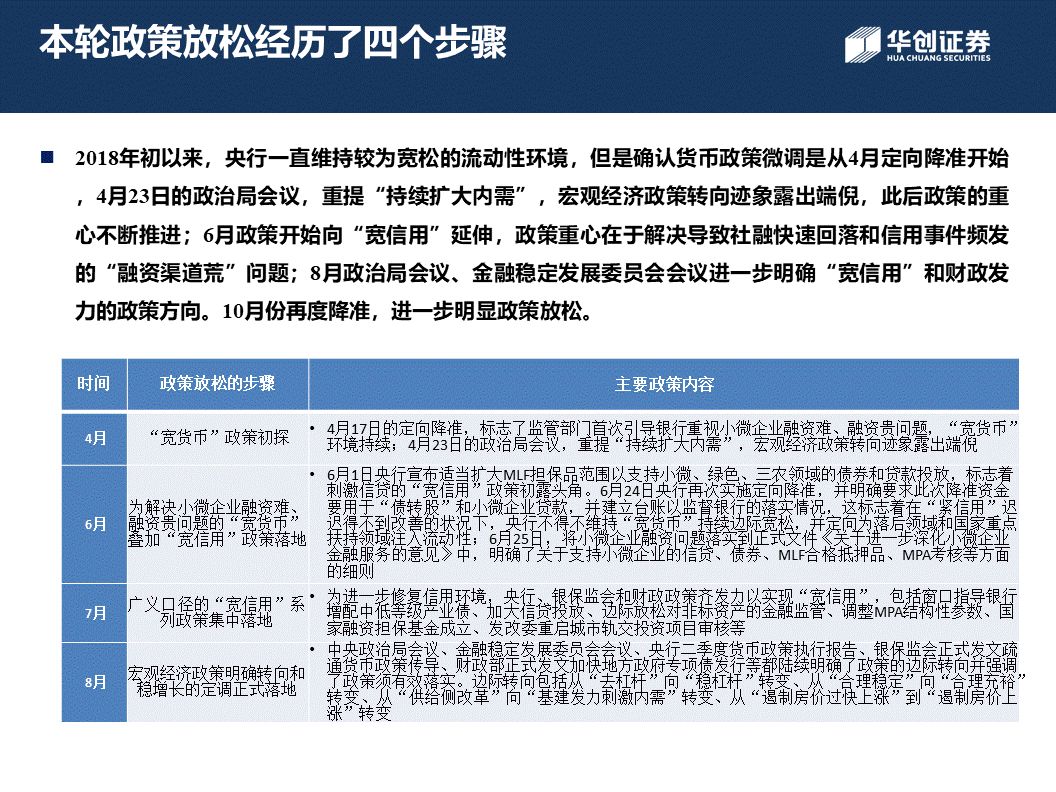 本轮政策放松经历了四个步骤
华创证券
HUA CHUANG SECURITIES
2018年初以来，央行一直维持较为宽松的流动性环境，但是确认货币政策微调是从4月定向降准开始
，4月23日的政治局会议，重提“持续扩大内需”，宏观经济政策转向迹象露出端倪，此后政策的重
心不断推进；6月政策开始向“宽信用”延伸，政策重心在于解决导致社融快速回落和信用事件频发
的“融资渠道荒”问题；8月政治局会议、金融稳定发展委员会会议进一步明确“宽信用”和财政发
力的政策方向。10月份再度降准，进一步明显政策放松。
时间
政策放松的步骤
主要政策内容
4月
“宽货币”政策初探
• 4月17日的定向降准，标志了监管部门首次引导银行重视小微企业融资难、融资贵问题，“宽货币”
环境持续；4月23日的政治局会议，重提“持续扩大内需”，宏观经济政策转向迹象露出端倪
6月
为解决小微企业融资难、
融资贵问题的“宽货币”
叠加“宽信用”政策落地
• 6月1日央行宣布适当扩大MLF担保品范围以支持小微、绿色、三农领域的债券和贷款投放，标志着
刺激信贷的“宽信用”政策初露头角。6月24日央行再次实施定向降准，并明确要求此次降准资金
要用于“债转股”和小微企业贷款，并建立台账以监督银行的落实情况，这标志着在“紧信用”迟
迟得不到改善的状况下，央行不得不维持“宽货币”持续边际宽松，并定向为落后领域和国家重点
扶持领域注入流动性；6月25日，将小微企业融资问题落实到正式文件《关于进一步深化小微企业
金融服务的意见》中，明确了关于支持小微企业的信贷、债券、MLF合格抵押品、MPA考核等方面
的细则
7月
广义口径的“宽信用”系
列政策集中落地
• 为进一步修复信用环境，央行、银保监会和财政政策齐发力以实现“宽信用”，包括窗口指导银行
增配中低等级产业债、加大信贷投放、边际放松对非标资产的金融监管、调整MPA结构性参数、国
家融资担保基金成立、发改委重启城市轨交投资项目审核等
8月
宏观经济政策明确转向和
稳增长的定调正式落地
• 中央政治局会议、金融稳定发展委员会会议、央行二季度货币政策执行报告、银保监会正式发文疏
通货币政策传导、财政部正式发文加快地方政府专项债发行等都陆续明确了政策的边际转向并强调
了政策须有效落实。边际转向包括从“去杠杆”向“稳杠杆”转变、从“合理稳定”向“合理充裕”
转变、从“供给侧改革”向“基建发力刺激内需”转变、从“遏制房价过快上涨”到“遏制房价上
涨”转变